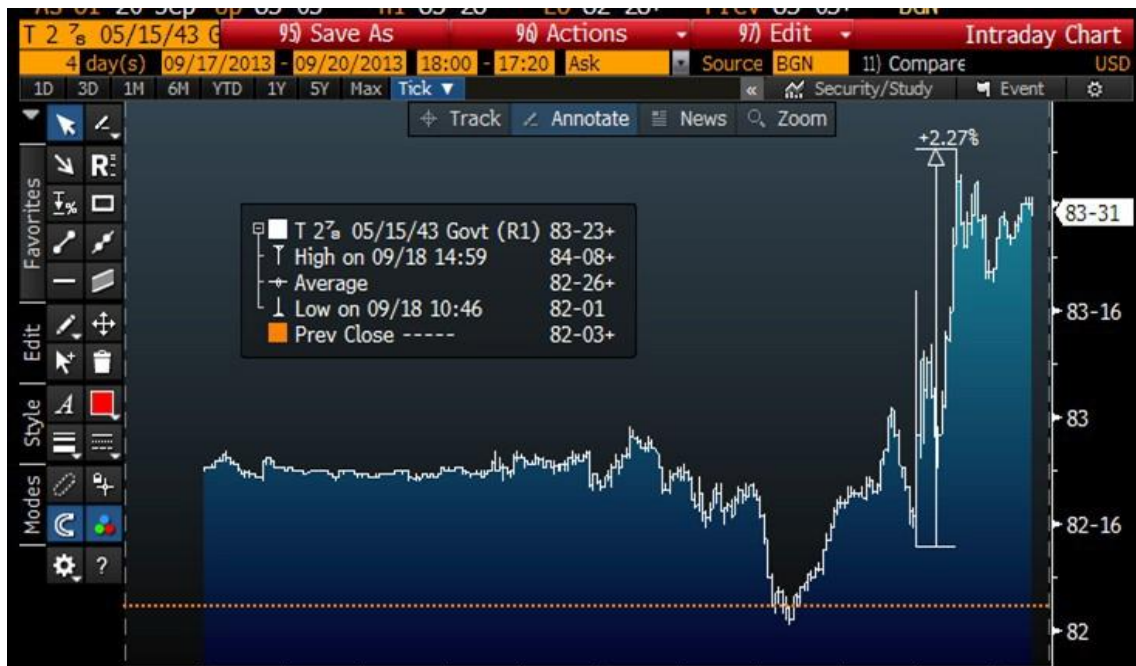 T 2 ⅞ 05/15/43 G 95) Save As 96) Actions 97) Edit Intraday Chart
4 day(s) 09/17/2013 - 09/20/2013 18:00 - 17:20 Ask Source BGN 11) Compare USD
1D 3D 1M 6M YTD 1Y 5Y Max Tick ▼ « Security/Study Event
Track Annotate News Zoom
+2.27%
Favorites
Edit
Style
Modes
R
%
A
?
T 2⅞ 05/15/43 Govt (R1) 83-23+
High on 09/18 14:59 84-08+
Average 82-26+
Low on 09/18 10:46 82-01
Prev Close ----- 82-03+
83-31
83-16
83
82-16
82